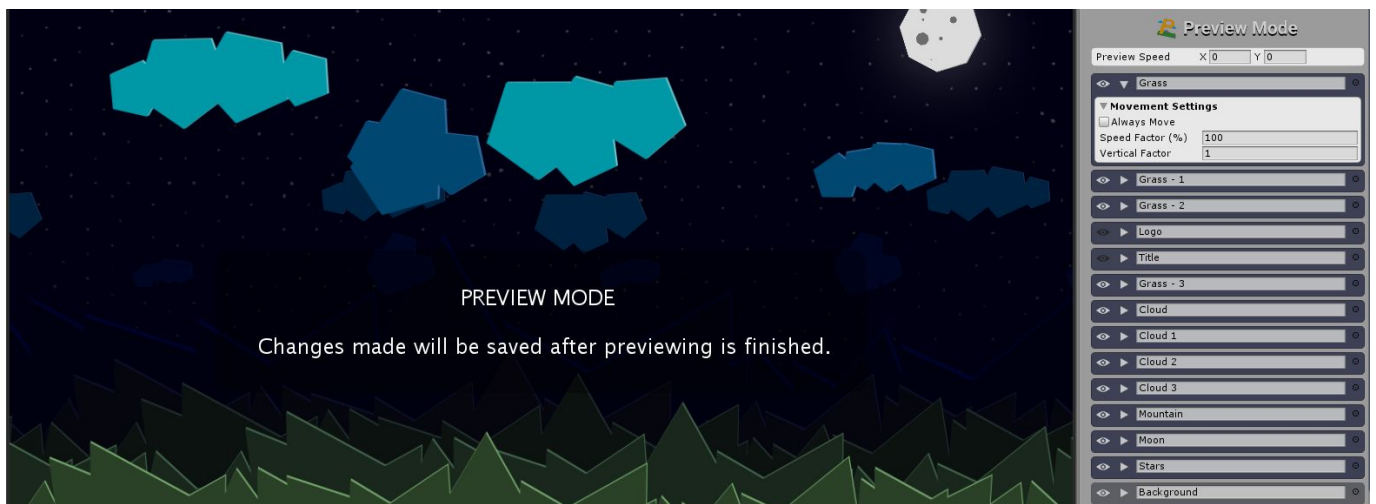 PREVIEW MODE
Changes made will be saved after previewing is finished.
Preview Mode
Preview Speed X 0 Y 0
Grass
Movement Settings
Always Move
Speed Factor (%) 100
Vertical Factor 1
Grass - 1
Grass - 2
Logo
Title
Grass - 3
Cloud
Cloud 1
Cloud 2
Cloud 3
Mountain
Moon
Stars
Background